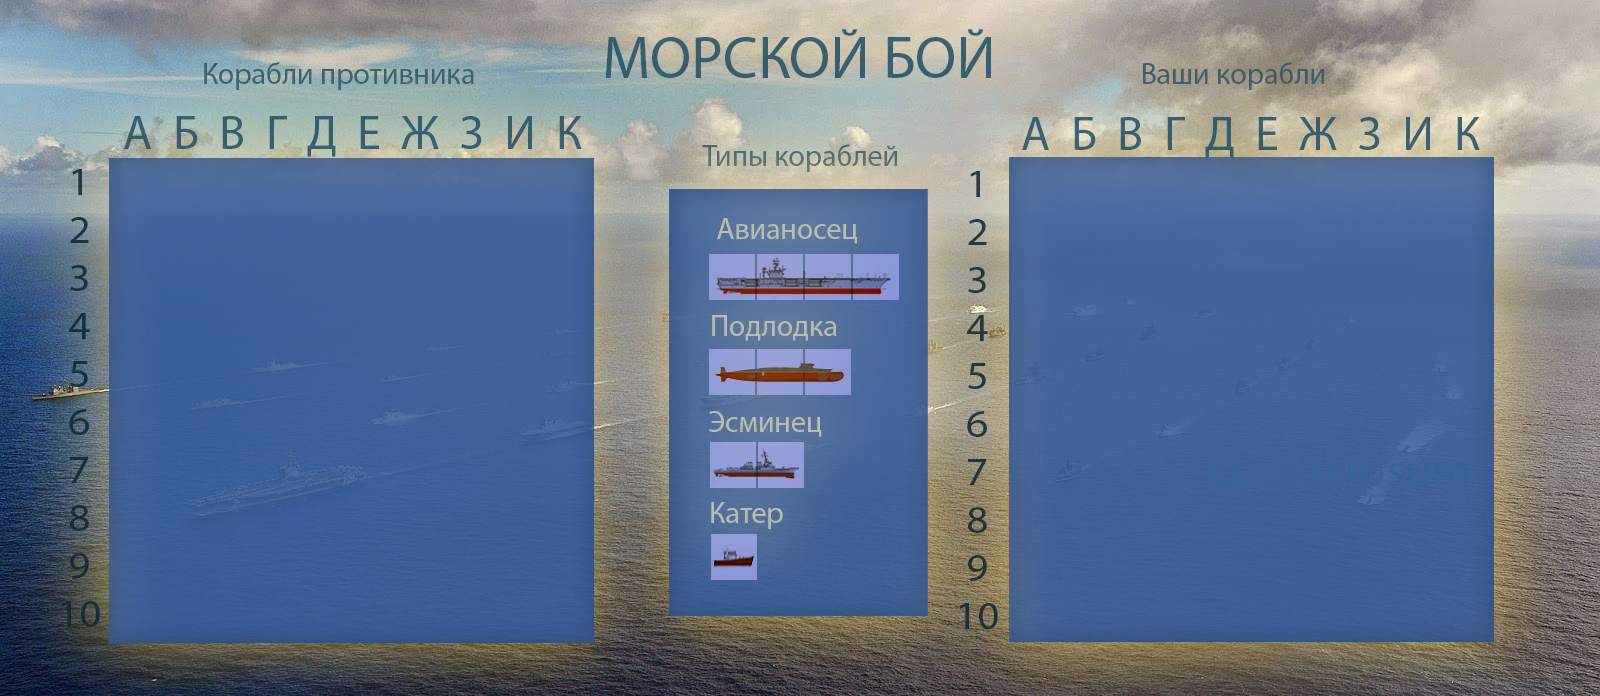 МОРСКОЙ БОЙ
Корабли противника
Ваши корабли
А Б В Г Д Е Ж З И К
1
2
3
4
5
6
7
8
9
10
Типы кораблей
Авианосец
Подлодка
Эсминец
Катер
А Б В Г Д Е Ж З И К
1
2
3
4
5
6
7
8
9
10